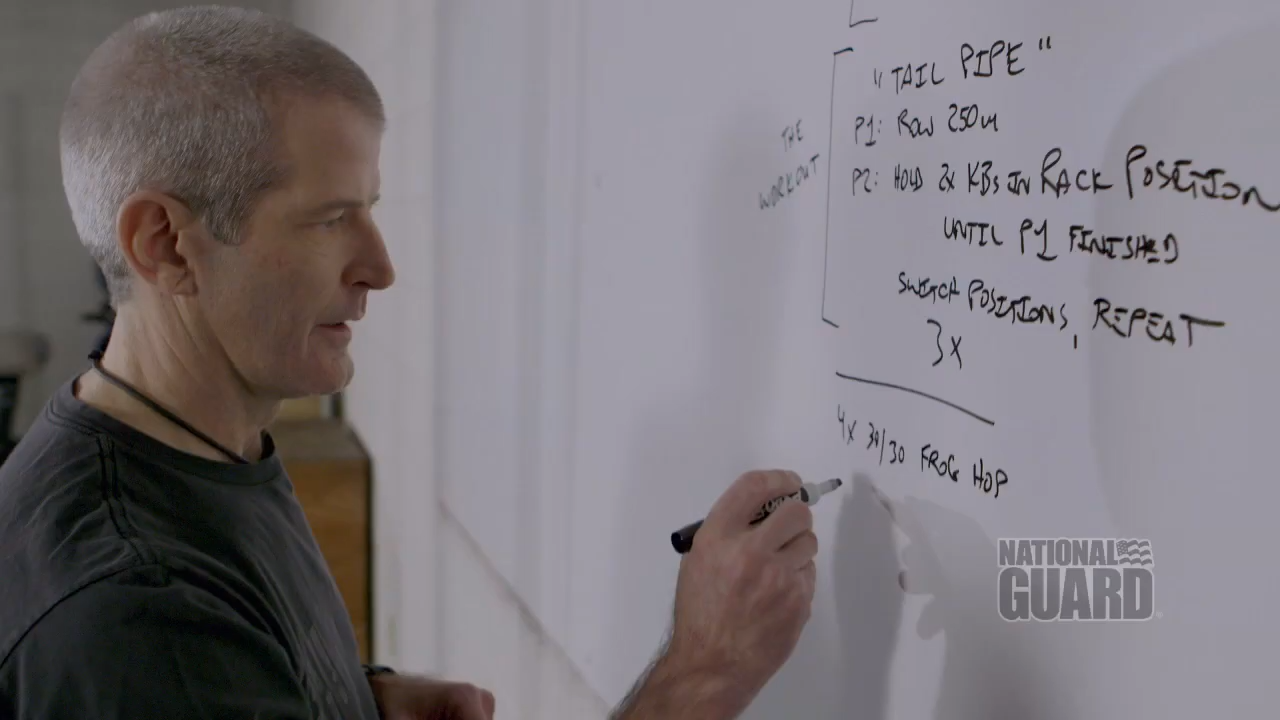 "TAIL PIPE"
P1: ROW 250m
P2: HOLD 2x KBs IN RACK POSITION
UNTIL P1 FINISHED
SWITCH POSITIONS, REPEAT
3x
THE
WORKOUT
4x 30/30 FROG HOP
NATIONAL
GUARD